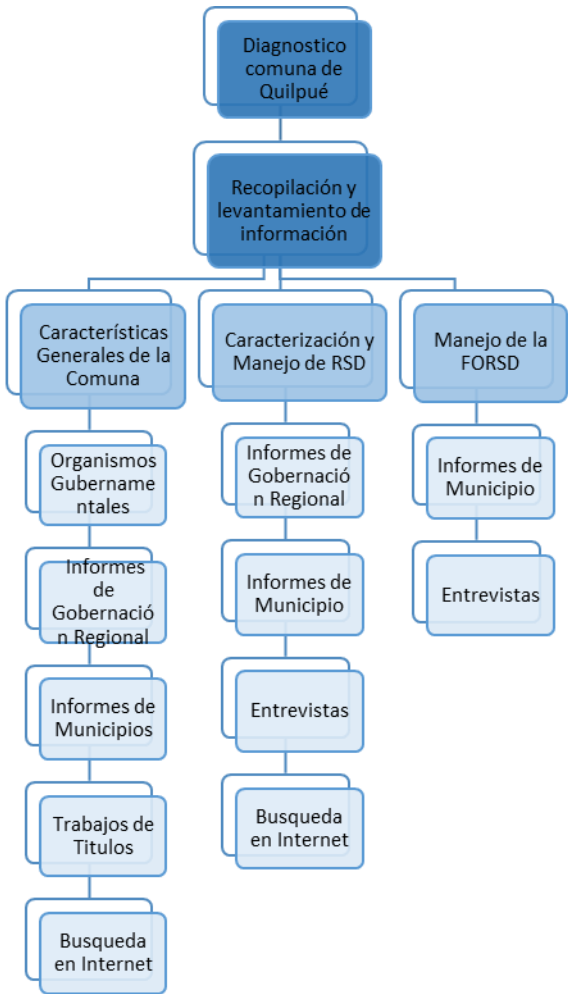 Diagnostico
comuna de
Quilpué
Recopilación y
levantamiento de
información
Características
Generales de la
Comuna
Organismos
Gubername
ntales
Informes
de
Gobernació
n Regional
Informes de
Municipios
Trabajos de
Titulos
Busqueda
en Internet
Caracterización y
Manejo de RSD
Informes de
Gobernació
n Regional
Informes de
Municipio
Entrevistas
Busqueda
en Internet
Manejo de la
FORSD
Informes de
Municipio
Entrevistas